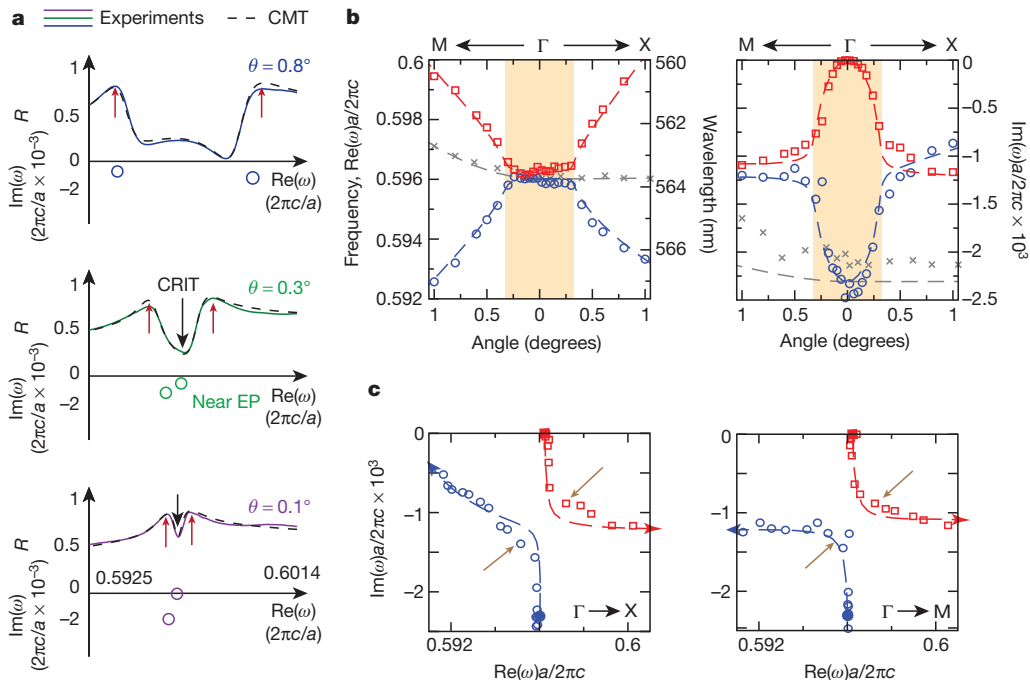 a
Experiments
CMT
1
θ = 0.8°
R
0.5
0
Re(ω)
(2πc/a)
Im(ω)
(2πc/a × 10⁻³)
−2
1
CRIT
θ = 0.3°
R
0.5
0
Near EP
Re(ω)
(2πc/a)
Im(ω)
(2πc/a × 10⁻³)
−2
1
θ = 0.1°
R
0.5
0.5925
0.6014
0
Re(ω)
(2πc/a)
Im(ω)
(2πc/a × 10⁻³)
−2
b
M Γ X
0.6
0.598
0.596
0.594
0.592
Frequency, Re(ω)a/2πc
560
562
564
566
Wavelength (nm)
1 0.5 0 0.5 1
Angle (degrees)
M Γ X
0
−0.5
−1
−1.5
−2
−2.5
Im(ω)a/2πc × 10³
1 0.5 0 0.5 1
Angle (degrees)
c
0
−1
−2
Im(ω)a/2πc × 10³
Γ X
0.592 0.6
Re(ω)a/2πc
0
−1
−2
Γ M
0.592 0.6
Re(ω)a/2πc